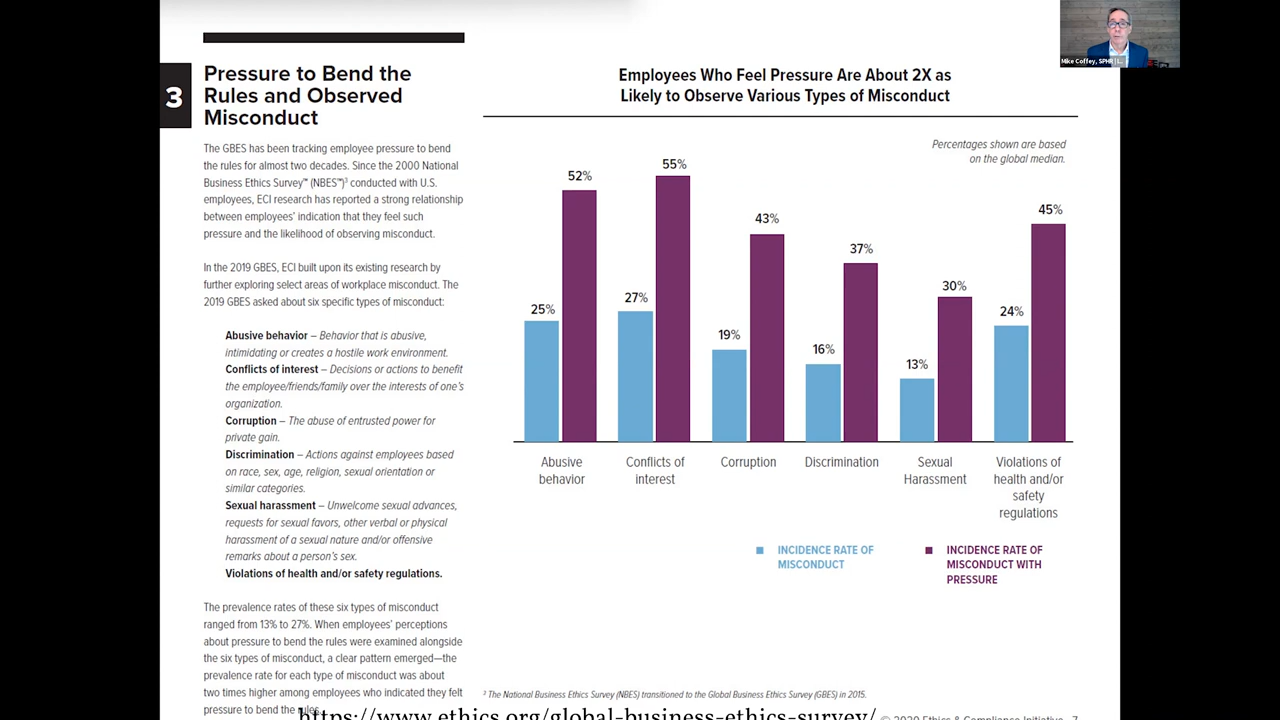 3
Pressure to Bend the
Rules and Observed
Misconduct
The GBES has been tracking employee pressure to bend
the rules for almost two decades. Since the 2000 National
Business Ethics Survey™ (NBES™)³ conducted with U.S.
employees, ECI research has reported a strong relationship
between employees' indication that they feel such
pressure and the likelihood of observing misconduct.
In the 2019 GBES, ECI built upon its existing research by
further exploring select areas of workplace misconduct. The
2019 GBES asked about six specific types of misconduct:
Abusive behavior – Behavior that is abusive,
intimidating or creates a hostile work environment.
Conflicts of interest – Decisions or actions to benefit
the employee/friends/family over the interests of one's
organization.
Corruption – The abuse of entrusted power for
private gain.
Discrimination – Actions against employees based
on race, sex, age, religion, sexual orientation or
similar categories.
Sexual harassment – Unwelcome sexual advances,
requests for sexual favors, other verbal or physical
harassment of a sexual nature and/or offensive
remarks about a person's sex.
Violations of health and/or safety regulations.
The prevalence rates of these six types of misconduct
ranged from 13% to 27%. When employees' perceptions
about pressure to bend the rules were examined alongside
the six types of misconduct, a clear pattern emerged—the
prevalence rate for each type of misconduct was about
two times higher among employees who indicated they felt
pressure to bend the rules.
Employees Who Feel Pressure Are About 2X as
Likely to Observe Various Types of Misconduct
Percentages shown are based
on the global median.
25%
52%
27%
55%
19%
43%
16%
37%
13%
30%
24%
45%
Abusive
behavior
Conflicts of
interest
Corruption
Discrimination
Sexual
Harassment
Violations of
health and/or
safety
regulations
INCIDENCE RATE OF
MISCONDUCT
INCIDENCE RATE OF
MISCONDUCT WITH
PRESSURE
³ The National Business Ethics Survey (NBES) transitioned to the Global Business Ethics Survey (GBES) in 2015.
https://www.ethics.org/global-business-ethics-survey/
© 2020 Ethics & Compliance Initiative 7
Mike Coffey, SPHR